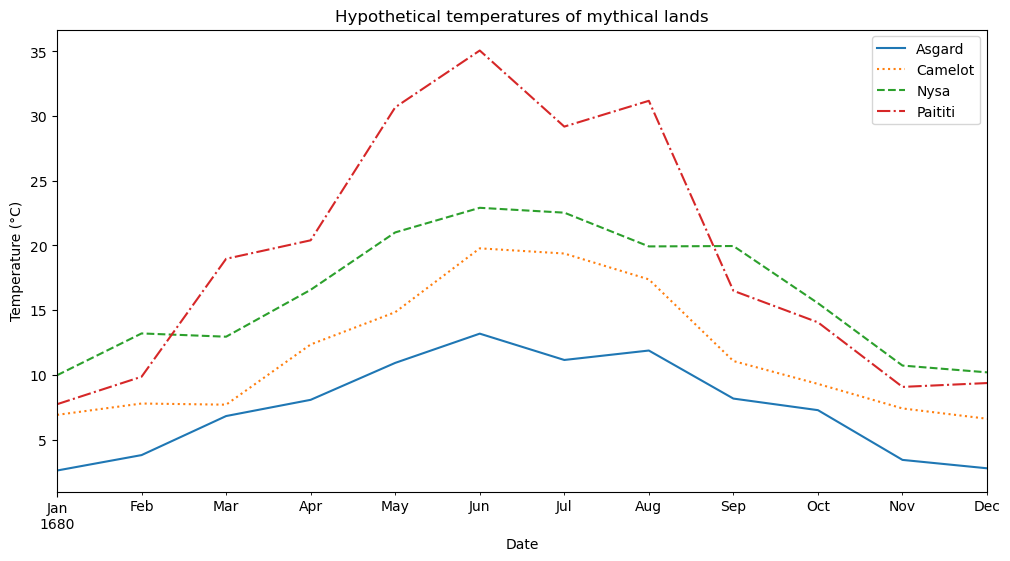 Hypothetical temperatures of mythical lands
Asgard
Camelot
Nysa
Paititi
Temperature (°C)
35
30
25
20
15
10
5
Jan Feb Mar Apr May Jun Jul Aug Sep Oct Nov Dec
1680
Date